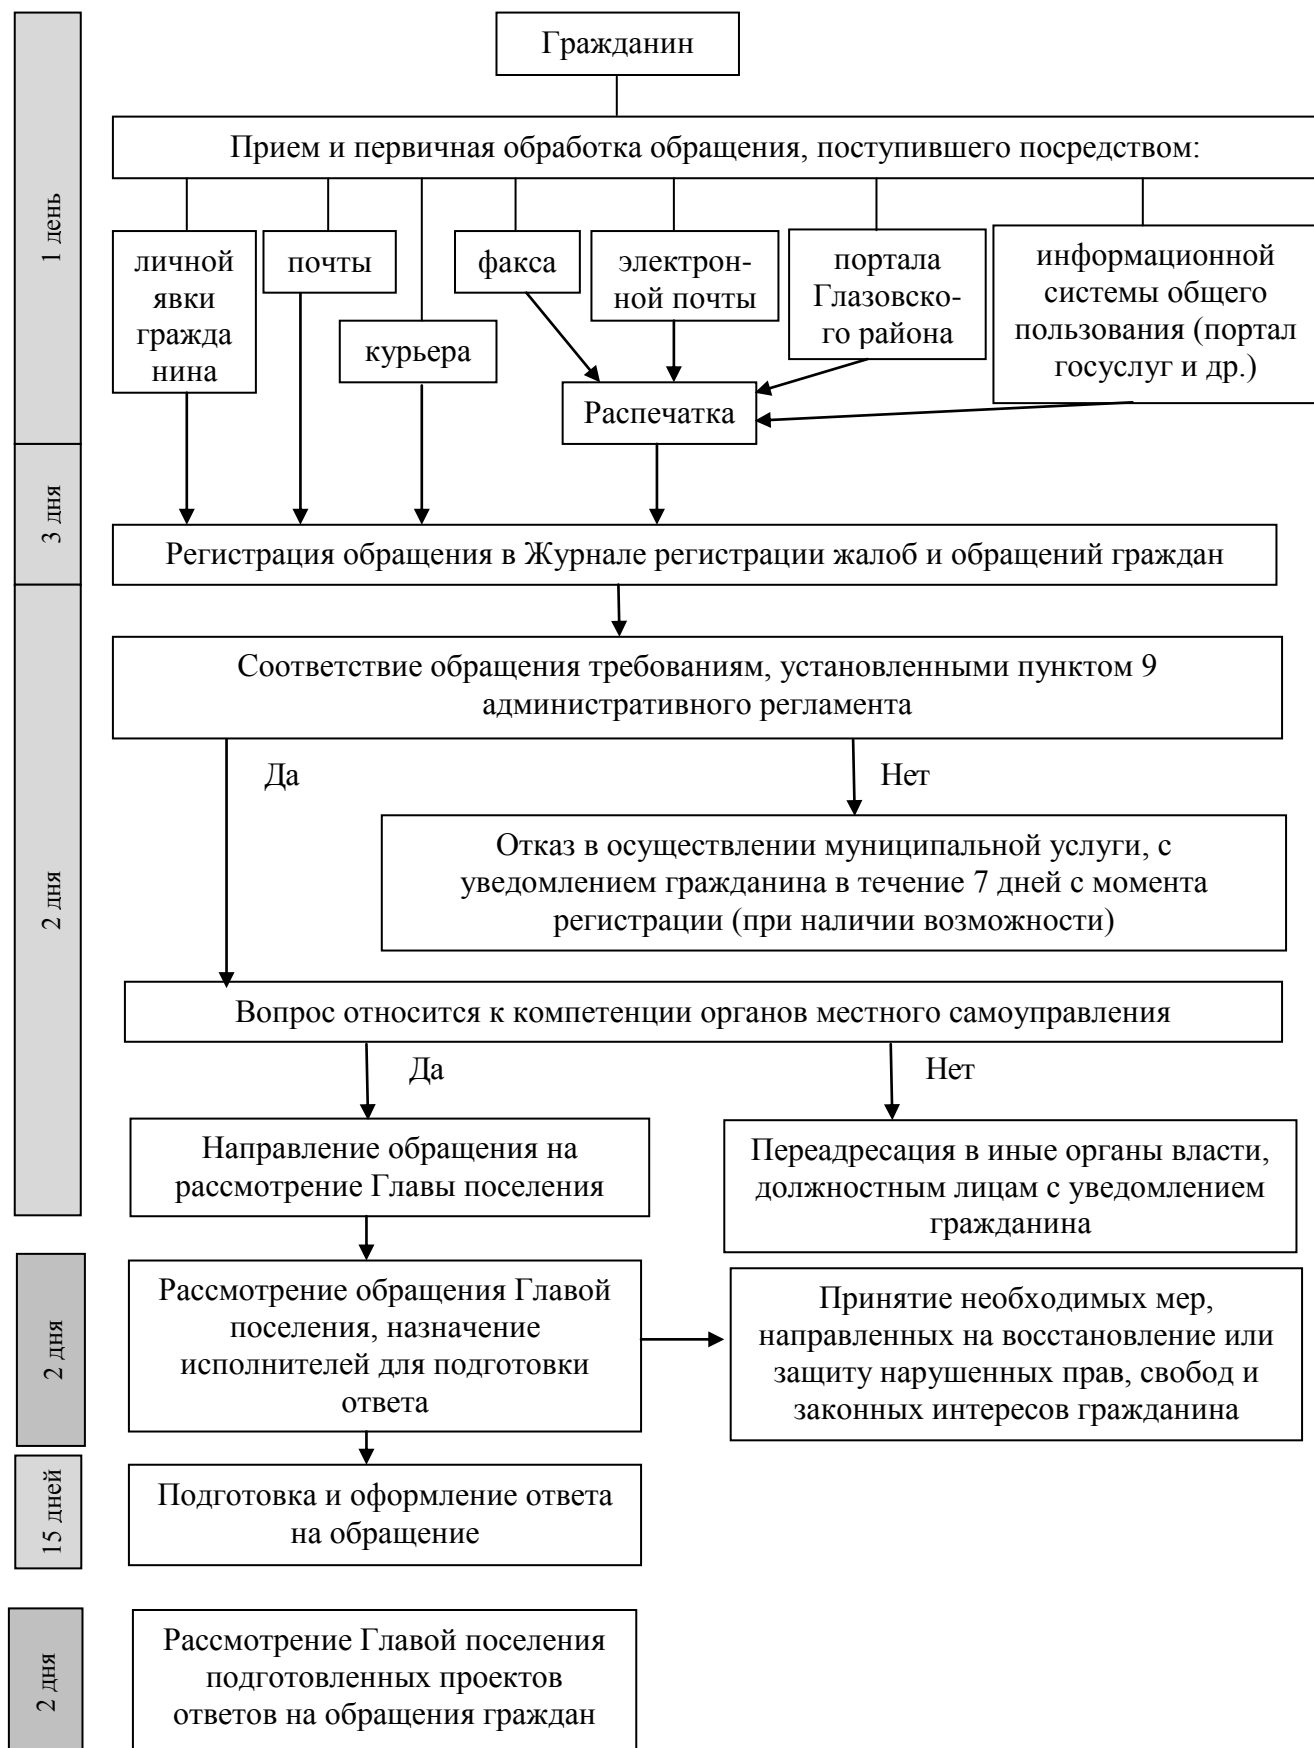 Гражданин
Прием и первичная обработка обращения, поступившего посредством:
1 день
личной
явки
гражда
нина
почты
курьера
факса
электрон-
ной почты
портала
Глазовско-
го района
информационной
системы общего
пользования (портал
госуслуг и др.)
Распечатка
3 дня
Регистрация обращения в Журнале регистрации жалоб и обращений граждан
2 дня
Соответствие обращения требованиям, установленными пунктом 9
административного регламента
Да
Нет
Отказ в осуществлении муниципальной услуги, с
уведомлением гражданина в течение 7 дней с момента
регистрации (при наличии возможности)
Вопрос относится к компетенции органов местного самоуправления
Да
Нет
Направление обращения на
рассмотрение Главы поселения
Переадресация в иные органы власти,
должностным лицам с уведомлением
гражданина
2 дня
Рассмотрение обращения Главой
поселения, назначение
исполнителей для подготовки
ответа
Принятие необходимых мер,
направленных на восстановление или
защиту нарушенных прав, свобод и
законных интересов гражданина
15 дней
Подготовка и оформление ответа
на обращение
2 дня
Рассмотрение Главой поселения
подготовленных проектов
ответов на обращения граждан